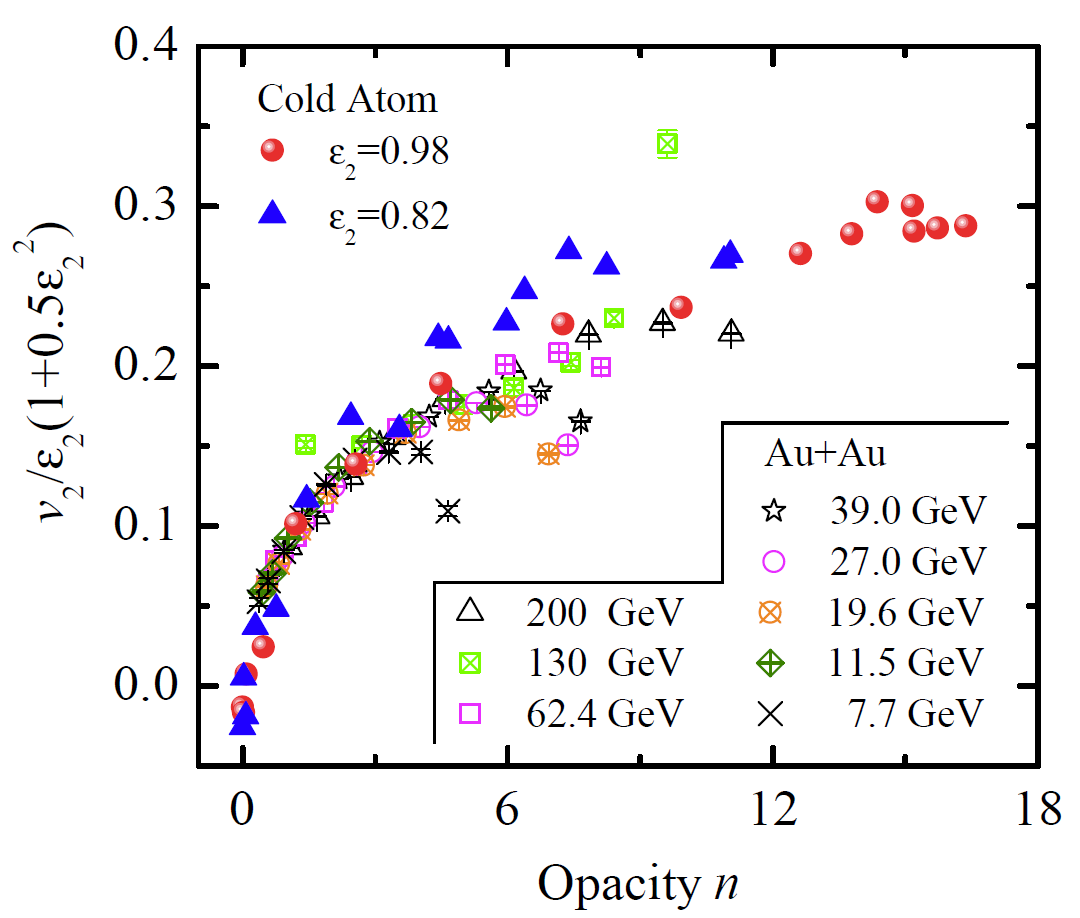 0.4
0.3
0.2
0.1
0.0
v₂/ε₂(1+0.5ε₂²)
Cold Atom
ε₂=0.98
ε₂=0.82
Au+Au
39.0 GeV
27.0 GeV
19.6 GeV
11.5 GeV
7.7 GeV
200 GeV
130 GeV
62.4 GeV
0 6 12 18
Opacity n